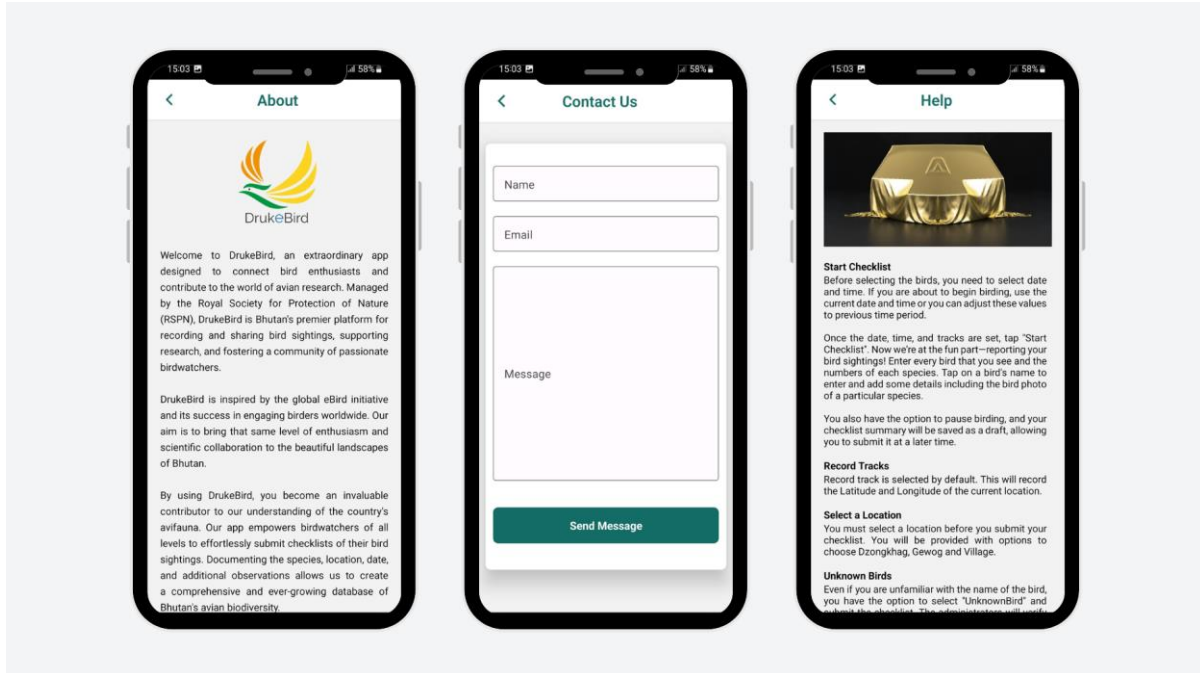 15:03
58%
About
DrukeBird
Welcome to DrukeBird, an extraordinary app
designed to connect bird enthusiasts and
contribute to the world of avian research. Managed
by the Royal Society for Protection of Nature
(RSPN), DrukeBird is Bhutan's premier platform for
recording and sharing bird sightings, supporting
research, and fostering a community of passionate
birdwatchers.
DrukeBird is inspired by the global eBird initiative
and its success in engaging birders worldwide. Our
aim is to bring that same level of enthusiasm and
scientific collaboration to the beautiful landscapes
of Bhutan.
By using DrukeBird, you become an invaluable
contributor to our understanding of the country's
avifauna. Our app empowers birdwatchers of all
levels to effortlessly submit checklists of their bird
sightings. Documenting the species, location, date,
and additional observations allows us to create
a comprehensive and ever-growing database of
Bhutan's avian biodiversity.
15:03
58%
Contact Us
Name
Email
Message
Send Message
15:03
58%
Help
Start Checklist
Before selecting the birds, you need to select date
and time. If you are about to begin birding, use the
current date and time or you can adjust these values
to previous time period.
Once the date, time, and tracks are set, tap "Start
Checklist". Now we're at the fun part—reporting your
bird sightings! Enter every bird that you see and the
numbers of each species. Tap on a bird's name to
enter and add some details including the bird photo
of a particular species.
You also have the option to pause birding, and your
checklist summary will be saved as a draft, allowing
you to submit it at a later time.
Record Tracks
Record track is selected by default. This will record
the Latitude and Longitude of the current location.
Select a Location
You must select a location before you submit your
checklist. You will be provided with options to
choose Dzongkhag, Gewog and Village.
Unknown Birds
Even if you are unfamiliar with the name of the bird,
you have the option to select "UnknownBird" and
submit the checklist. The administrators will verify